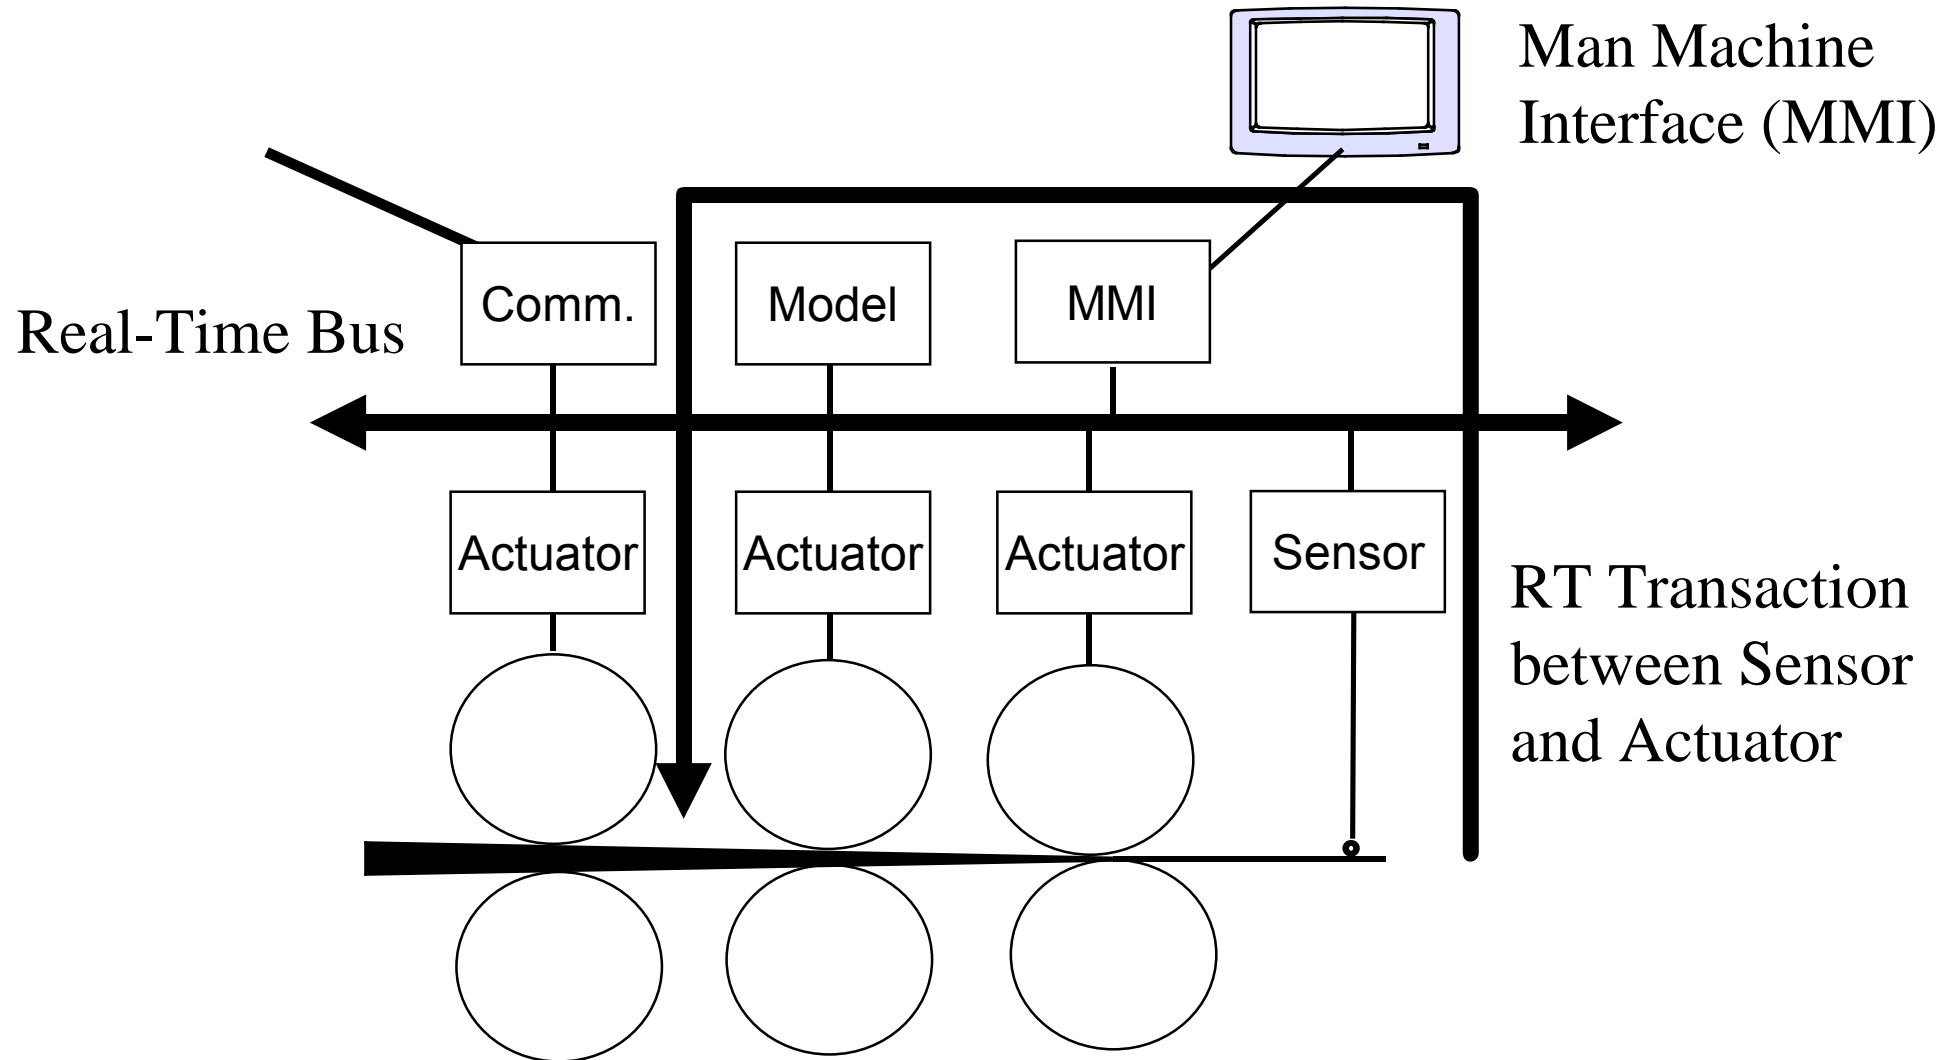 Man Machine
Interface (MMI)
Comm.
Model
MMI
Real-Time Bus
Actuator
Actuator
Actuator
Sensor
RT Transaction
between Sensor
and Actuator